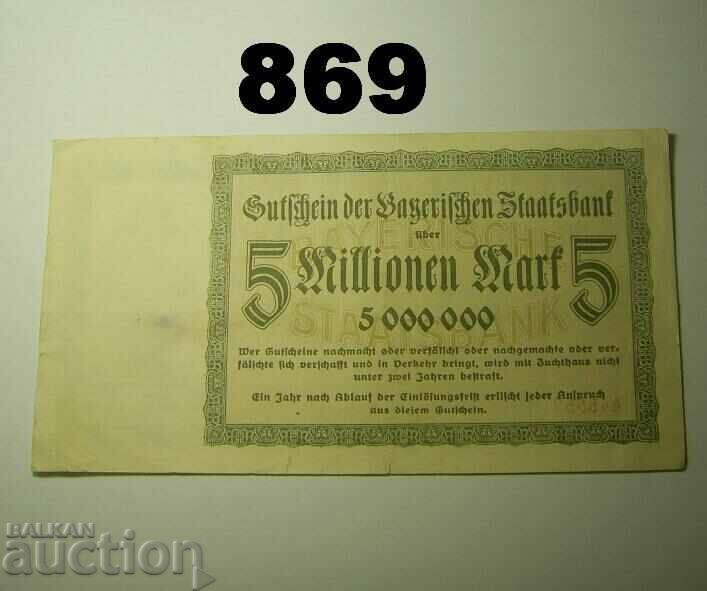 869
Gutschein der Bayerischen Staatsbank
über
BAYERISCHE
5 Millionen Mark 5
5 000 000
STAATSBANK
Wer Gutscheine nachmacht oder verfälscht oder nachgemachte oder ver-
fälschte sich verschafft und in Verkehr bringt, wird mit Zuchthaus nicht
unter zwei Jahren bestraft.
Ein Jahr nach Ablauf der Einlösungsfrist erlischt jeder Anspruch
aus diesem Gutschein.
BALKAN
auction